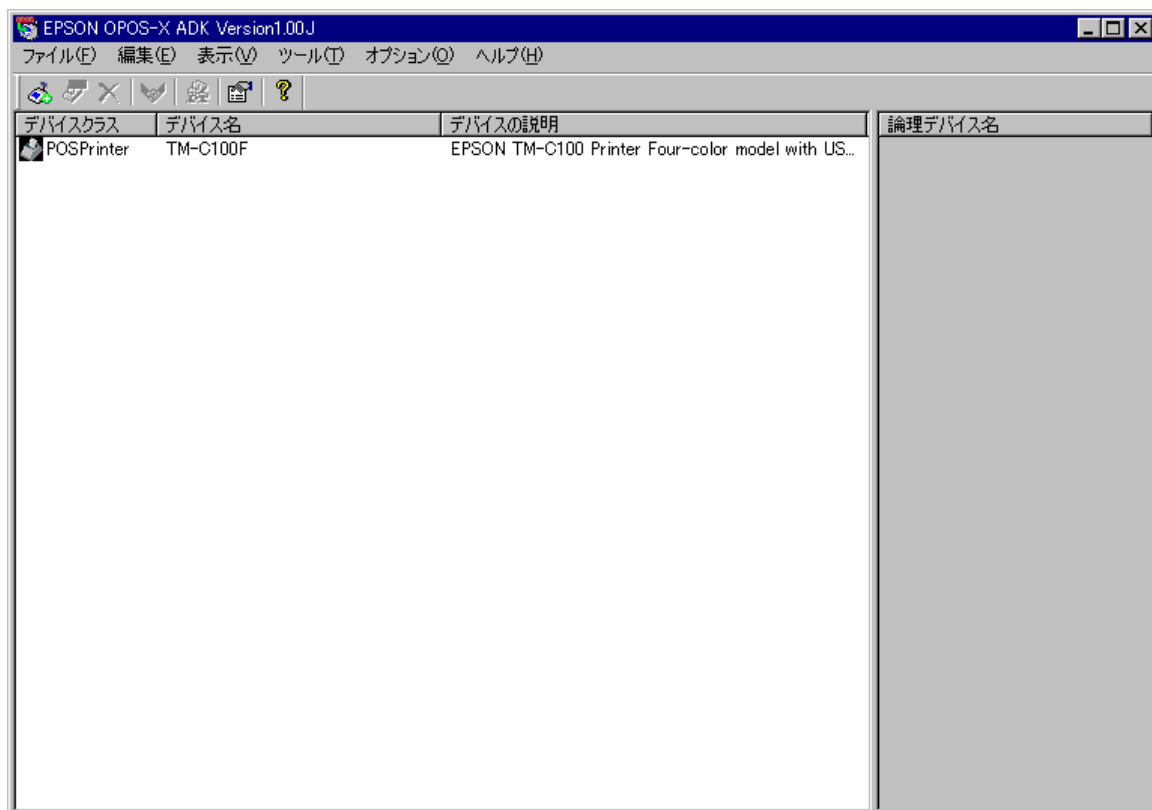 EPSON OPOS-X ADK Version1.00J
ファイル(F) 編集(E) 表示(V) ツール(T) オプション(O) ヘルプ(H)
デバイスクラス デバイス名 デバイスの説明 論理デバイス名
POSPrinter TM-C100F EPSON TM-C100 Printer Four-color model with US...